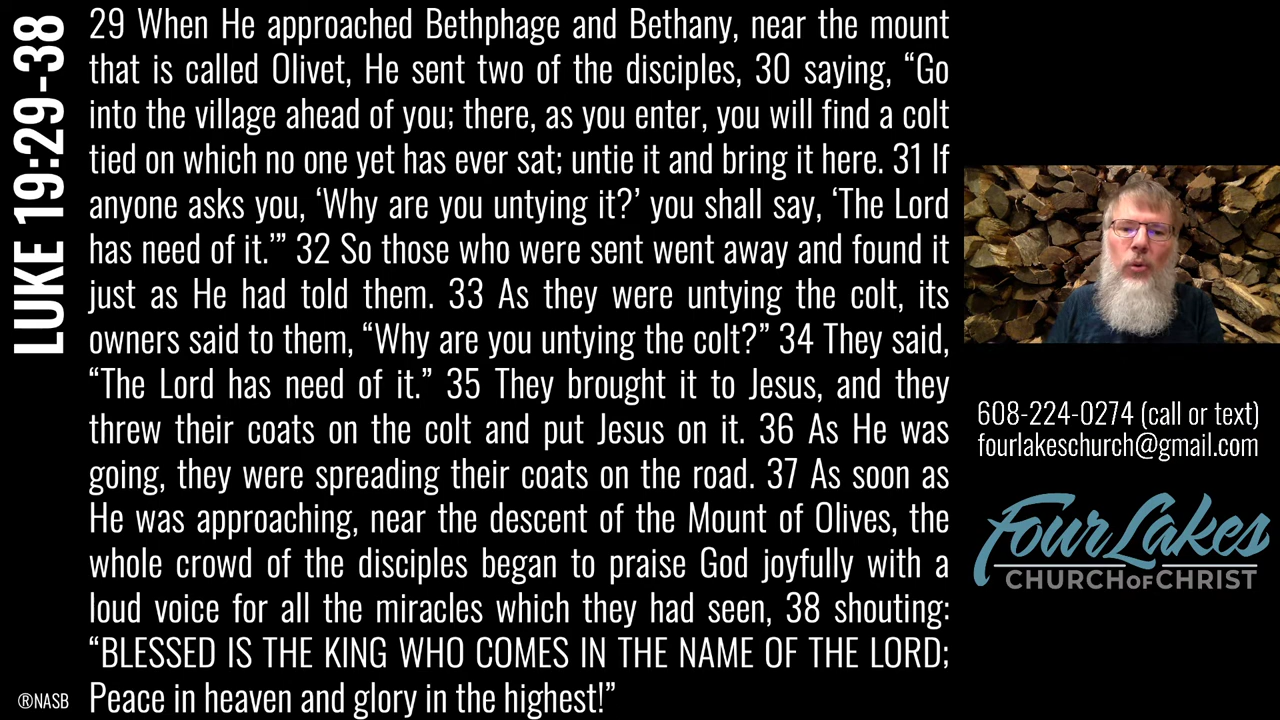 LUKE 19:29-38
29 When He approached Bethphage and Bethany, near the mount
that is called Olivet, He sent two of the disciples, 30 saying, “Go
into the village ahead of you; there, as you enter, you will find a colt
tied on which no one yet has ever sat; untie it and bring it here. 31 If
anyone asks you, ‘Why are you untying it?’ you shall say, ‘The Lord
has need of it.’” 32 So those who were sent went away and found it
just as He had told them. 33 As they were untying the colt, its
owners said to them, “Why are you untying the colt?” 34 They said,
“The Lord has need of it.” 35 They brought it to Jesus, and they
threw their coats on the colt and put Jesus on it. 36 As He was
going, they were spreading their coats on the road. 37 As soon as
He was approaching, near the descent of the Mount of Olives, the
whole crowd of the disciples began to praise God joyfully with a
loud voice for all the miracles which they had seen, 38 shouting:
“BLESSED IS THE KING WHO COMES IN THE NAME OF THE LORD;
Peace in heaven and glory in the highest!”
®NASB
608-224-0274 (call or text)
fourlakeschurch@gmail.com
Four Lakes
CHURCH OF CHRIST